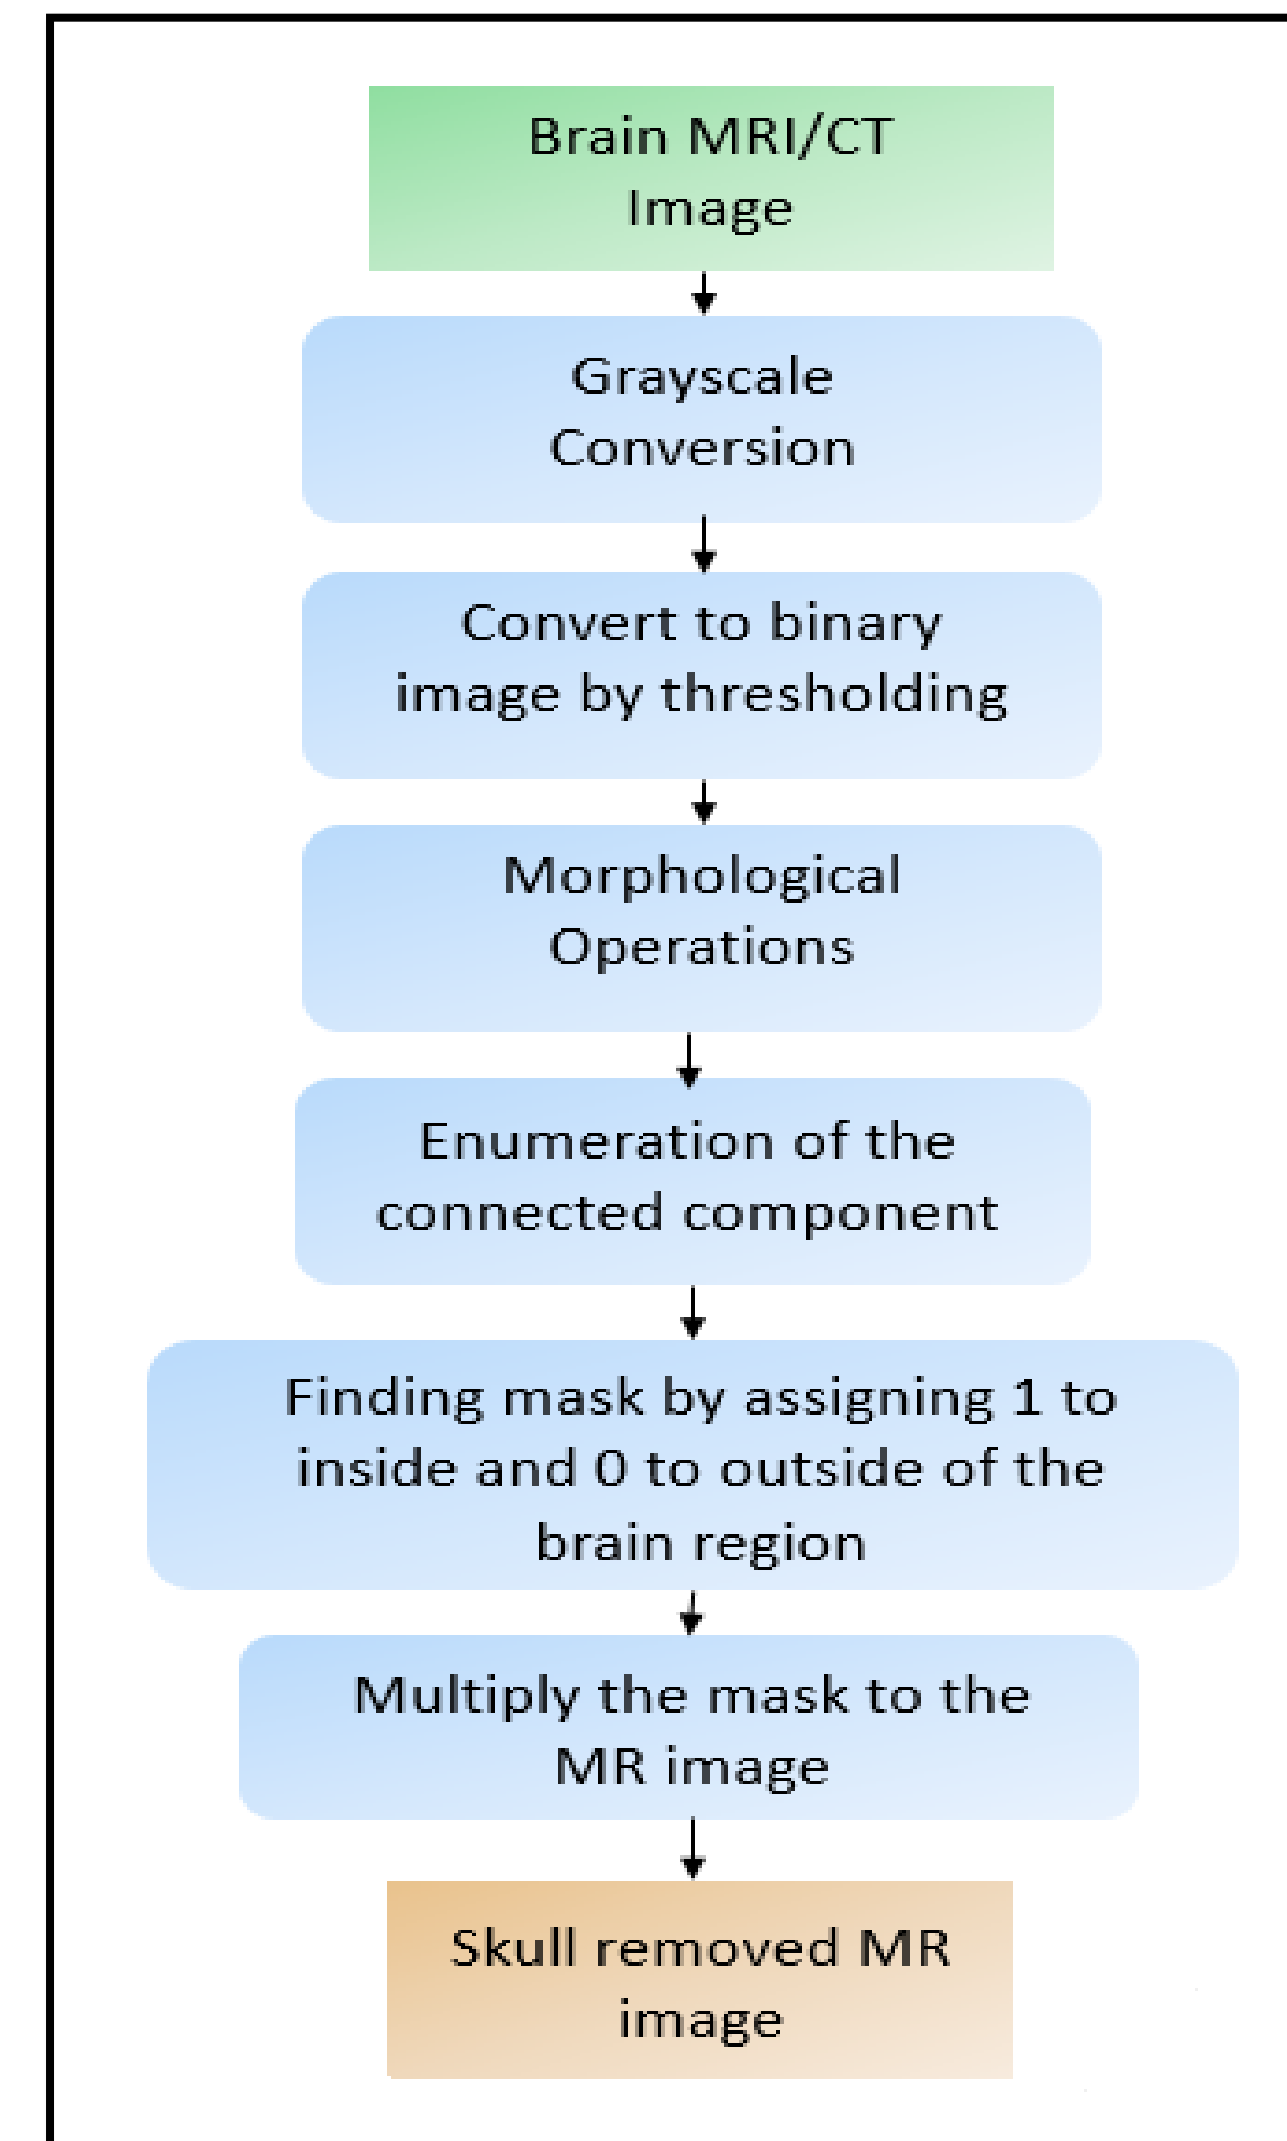 Brain MRI/CT
Image
Grayscale
Conversion
Convert to binary
image by thresholding
Morphological
Operations
Enumeration of the
connected component
Finding mask by assigning 1 to
inside and 0 to outside of the
brain region
Multiply the mask to the
MR image
Skull removed MR
image